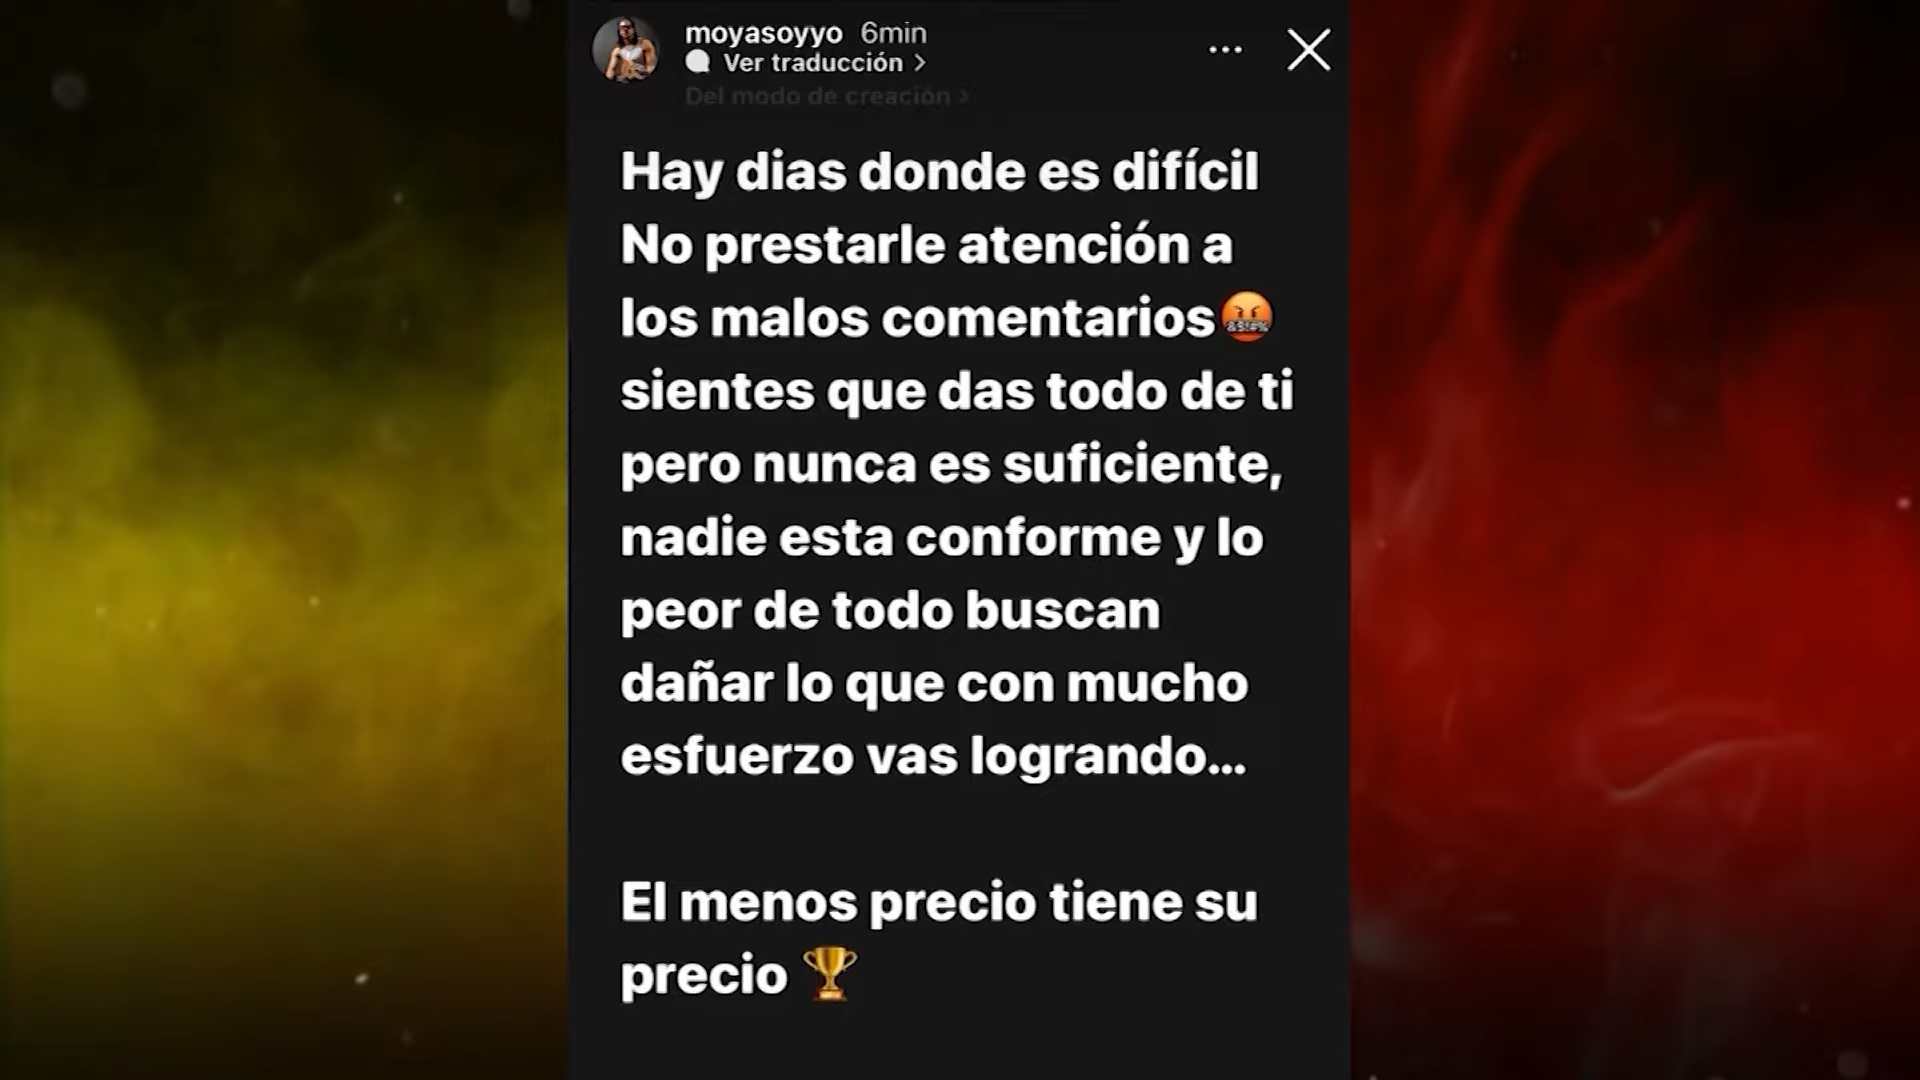 moyasoyyo 6min
Ver traducción >
Del modo de creación >
Hay dias donde es difícil
No prestarle atención a
los malos comentarios🤬
sientes que das todo de ti
pero nunca es suficiente,
nadie esta conforme y lo
peor de todo buscan
dañar lo que con mucho
esfuerzo vas logrando...
El menos precio tiene su
precio 🏆